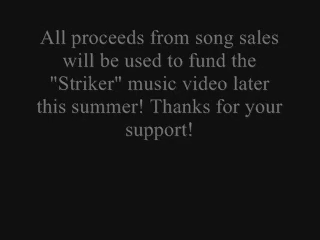 All proceeds from song sales
will be used to fund the
"Striker" music video later
this summer! Thanks for your
support!